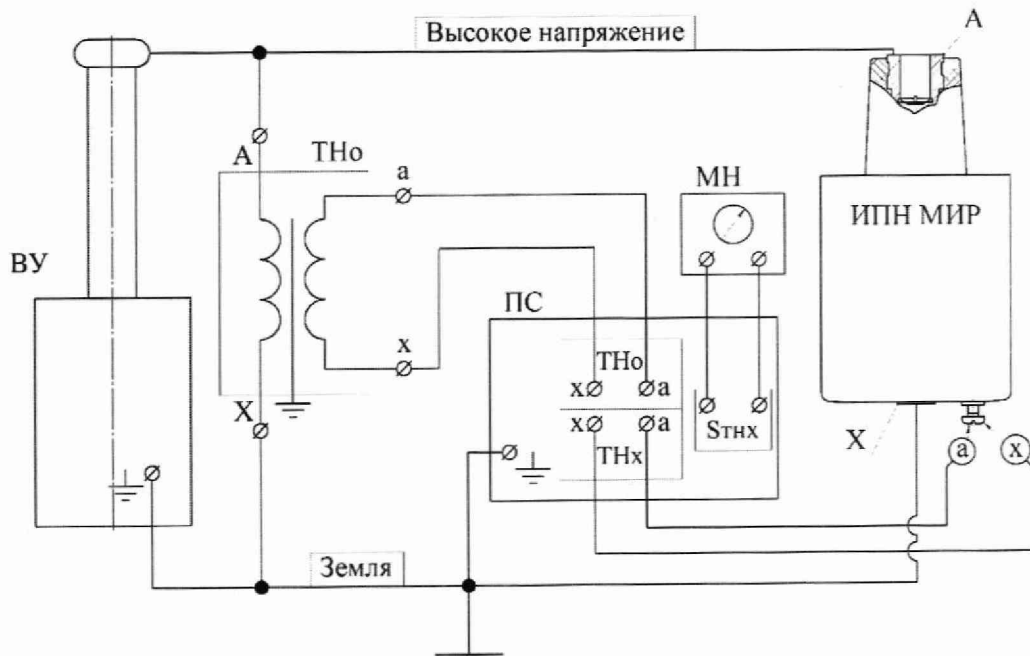 Высокое напряжение
A
A
ТНо
a
МН
ИПН МИР
ВУ
ПС
x
ТНо
x
a
X
x
a
Sтнх
X
ТНх
a
x
Земля